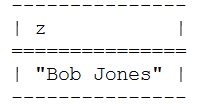 ---------------
| z           |
===============
| "Bob Jones" |
---------------